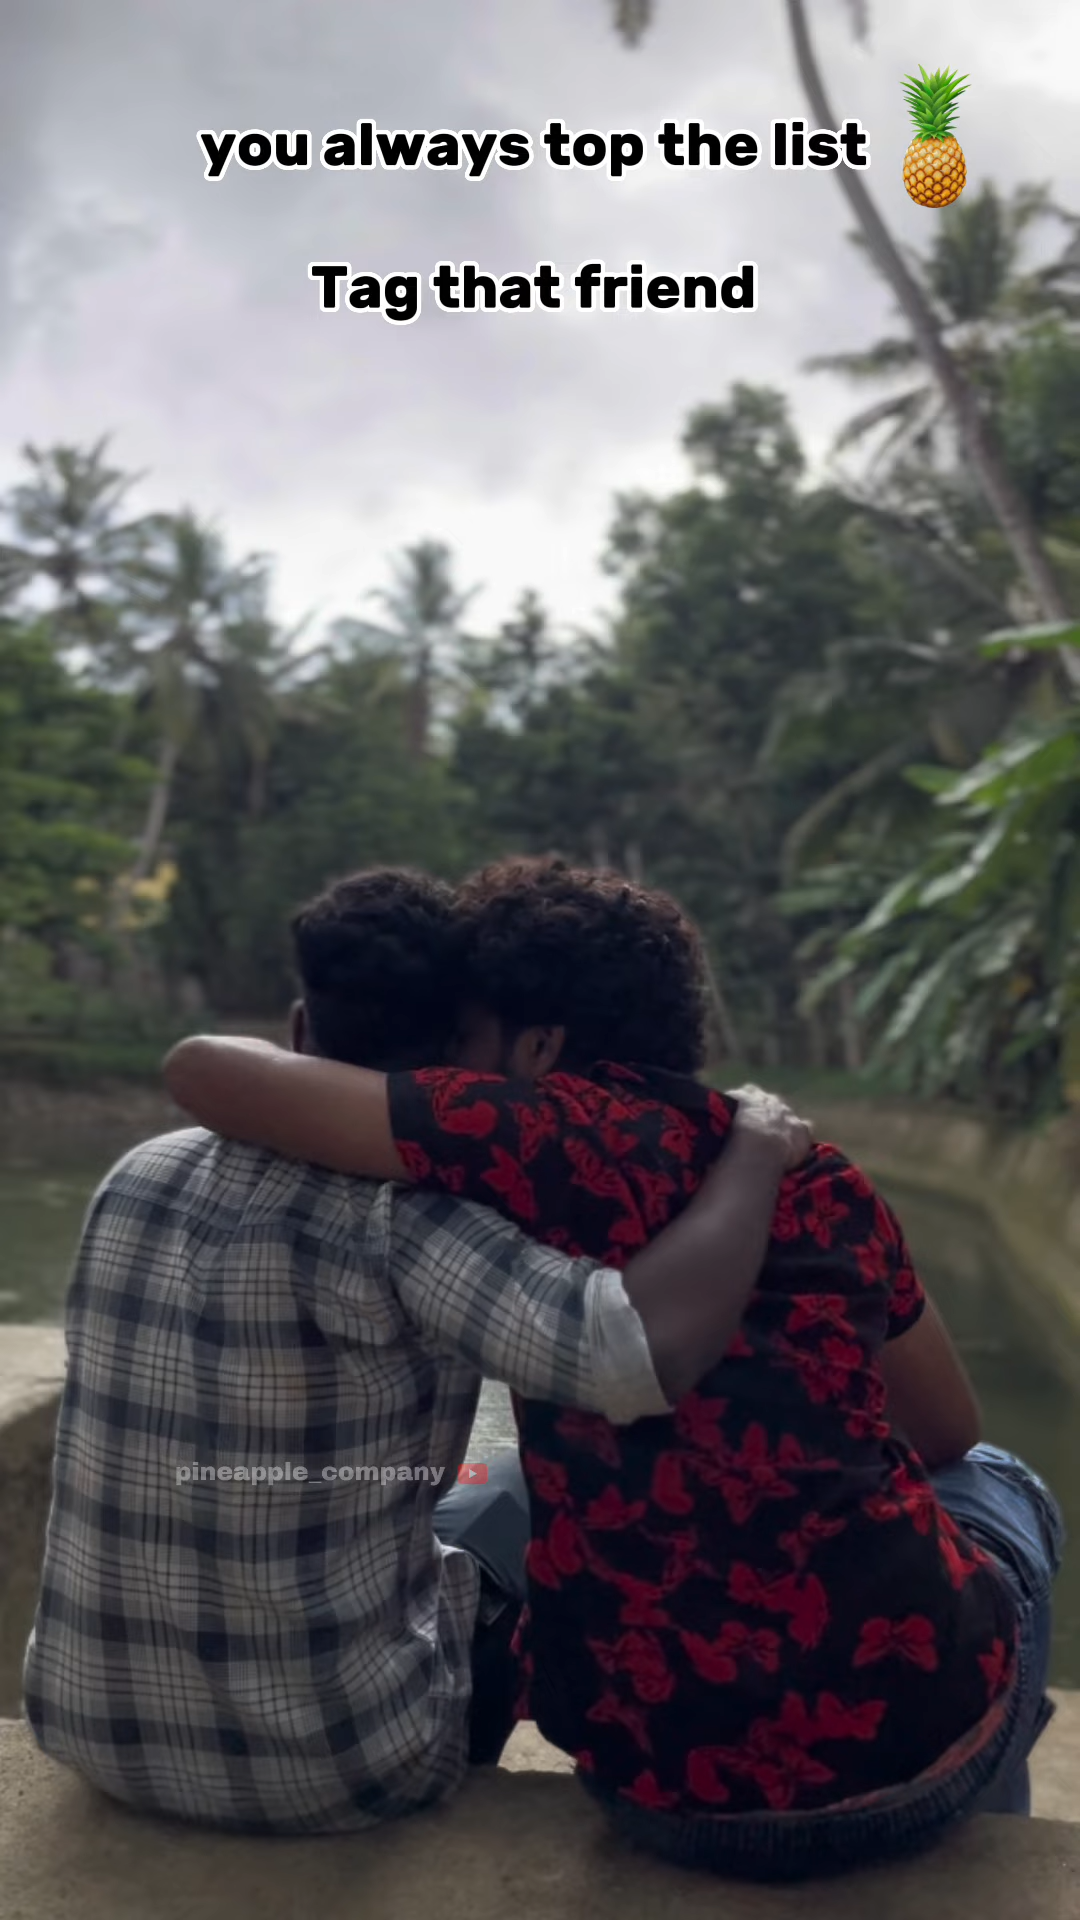 you always top the list 🍍
Tag that friend
pineapple_company